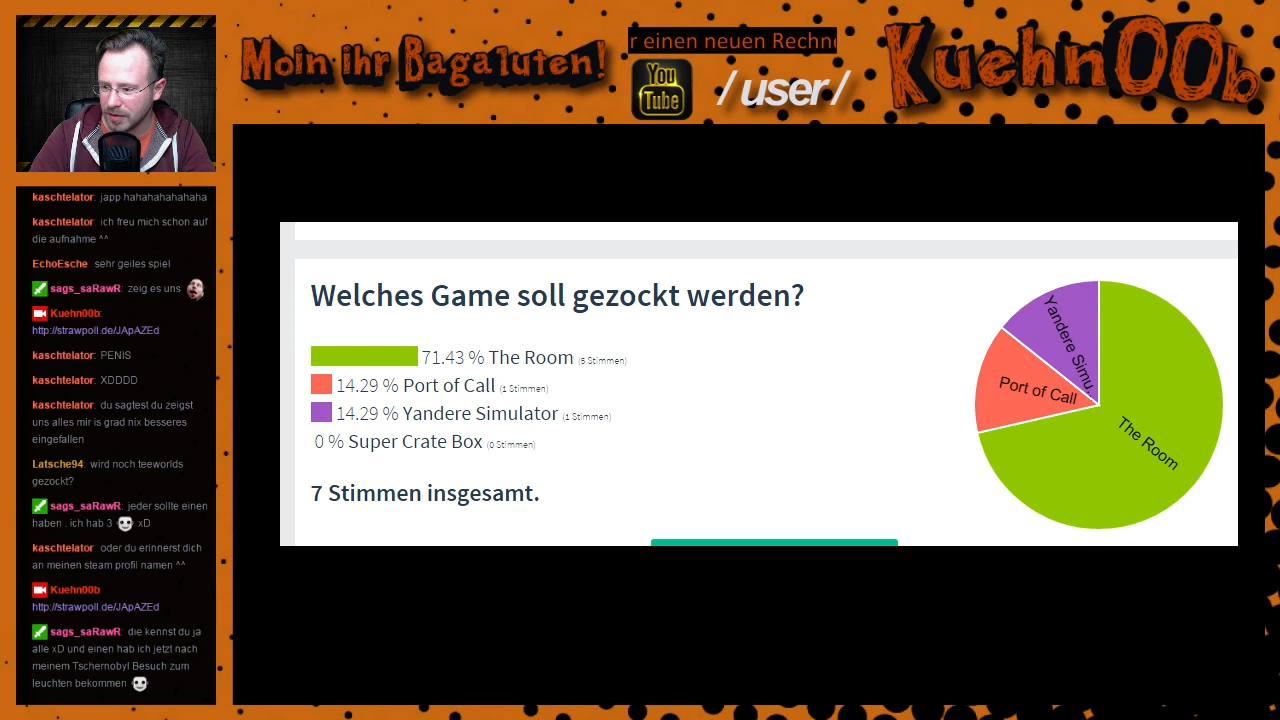 Moin ihr Bagaluten!
r einen neuen Rechn
You
Tube
/ user /
Kuehn00b
kaschtelator: japp hahahahahahaha
kaschtelator: ich freu mich schon auf
die aufnahme ^^
EchoEsche: sehr geiles spiel
sags_saRawR: zeig es uns
Kuehn00b:
http://strawpoll.de/JApAZEd
kaschtelator: PENIS
kaschtelator: XDDDD
kaschtelator: du sagtest du zeigst
uns alles mir is grad nix besseres
eingefallen
Latsche94: wird noch teeworlds
gezockt?
sags_saRawR: jeder sollte einen
haben . ich hab 3 xD
kaschtelator: oder du erinnerst dich
an meinen steam profil namen ^^
Kuehn00b:
http://strawpoll.de/JApAZEd
sags_saRawR: die kennst du ja
alle xD und einen hab ich jetzt nach
meinem Tschernobyl Besuch zum
leuchten bekommen
Welches Game soll gezockt werden?
71.43 % The Room (5 Stimmen)
14.29 % Port of Call (1 Stimmen)
14.29 % Yandere Simulator (1 Stimmen)
0 % Super Crate Box (0 Stimmen)
7 Stimmen insgesamt.
Yandere Simu.
Port of Call
The Room